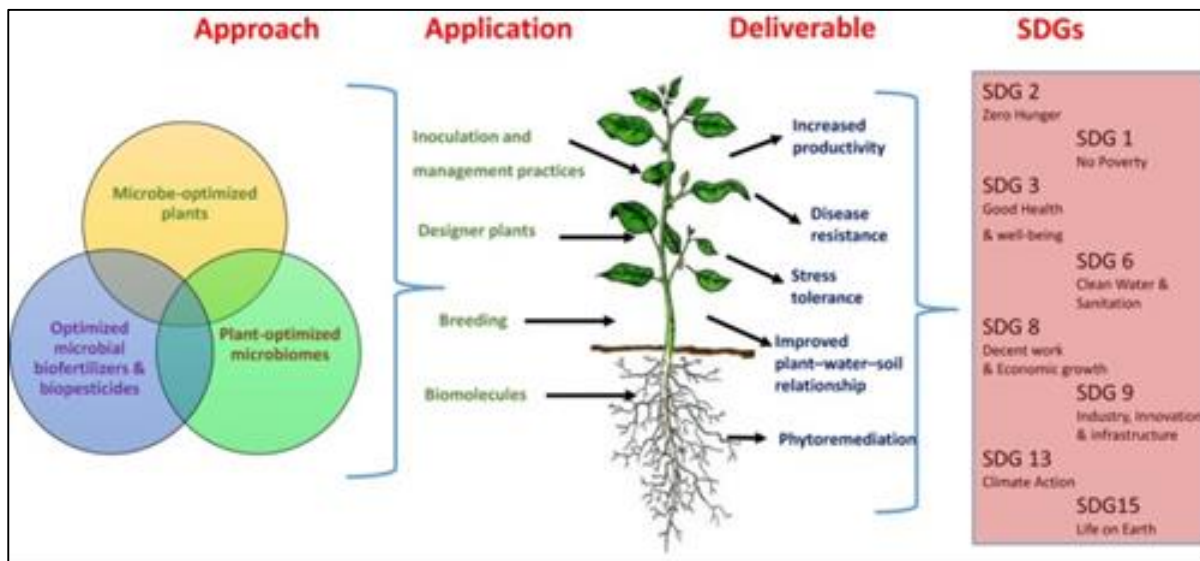 Approach
Application
Deliverable
SDGs
Microbe-optimized
plants
Optimized
microbial
biofertilizers &
biopesticides
Plant-optimized
microbiomes
Inoculation and
management practices
Designer plants
Breeding
Biomolecules
Increased
productivity
Disease
resistance
Stress
tolerance
Improved
plant–water–soil
relationship
Phytoremediation
SDG 2
Zero Hunger
SDG 1
No Poverty
SDG 3
Good Health
& well-being
SDG 6
Clean Water &
Sanitation
SDG 8
Decent work
& Economic growth
SDG 9
Industry, Innovation
& infrastructure
SDG 13
Climate Action
SDG15
Life on Earth